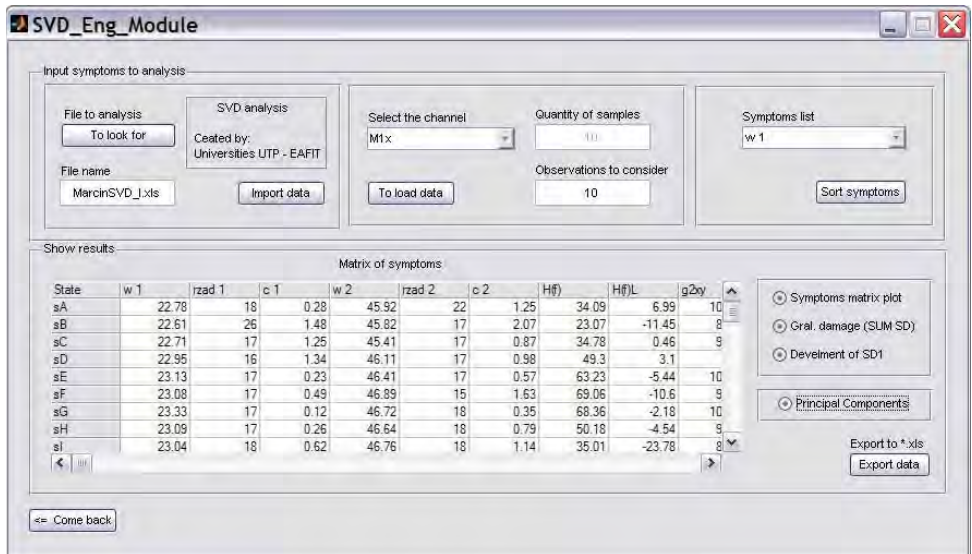 SVD_Eng_Module
Input symptoms to analysis
File to analysis
To look for
SVD analysis
Ceated by:
Universities UTP - EAFIT
File name
MarcinSVD_I.xls
Import data
Select the channel
M1x
To load data
Quantity of samples
Observations to consider
10
Symptoms list
w 1
Sort symptoms
Show results
Matrix of symptoms
State w 1 rzad 1 c 1 w 2 rzad 2 c 2 H(f) H(f)L g2xy
sA 22.78 18 0.28 45.92 22 1.25 34.09 6.99 10
sB 22.61 26 1.48 45.82 17 2.07 23.07 -11.45 8
sC 22.71 17 1.25 45.41 17 0.87 34.78 0.46 9
sD 22.95 16 1.34 46.11 17 0.98 49.3 3.1
sE 23.13 17 0.23 46.41 17 0.57 63.23 -5.44 10
sF 23.08 17 0.49 46.89 15 1.63 69.06 -10.6 9
sG 23.33 17 0.12 46.72 18 0.35 68.36 -2.18 10
sH 23.09 17 0.26 46.64 18 0.79 50.18 -4.54 9
sI 23.04 18 0.62 46.76 18 1.14 35.01 -23.78 8
Symptoms matrix plot
Gral. damage (SUM SD)
Develment of SD1
Principal Components
Export to *.xls
Export data
<= Come back